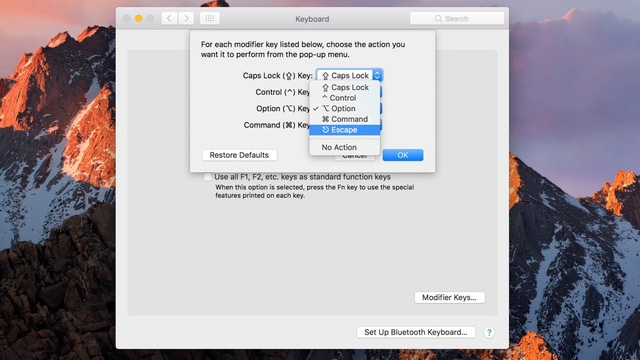 Keyboard
Search
For each modifier key listed below, choose the action you
want it to perform from the pop-up menu.
Caps Lock (⇪) Key:
⇪ Caps Lock
Control (^) Key
Option (⌥) Key
Command (⌘) Key
⇪ Caps Lock
^ Control
✓ ⌥ Option
⌘ Command
⎋ Escape
No Action
Restore Defaults
Cancel
OK
Use all F1, F2, etc. keys as standard function keys
When this option is selected, press the Fn key to use the special
features printed on each key.
Modifier Keys...
Set Up Bluetooth Keyboard...
?